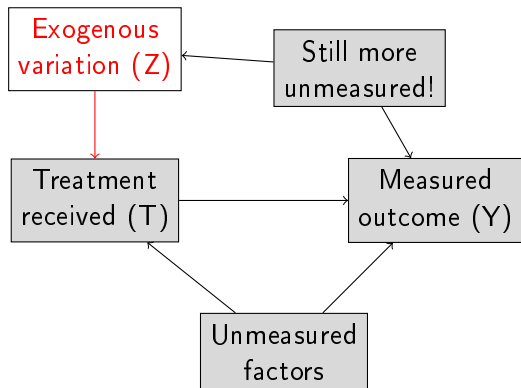 Exogenous
variation (Z)
Still more
unmeasured!
Treatment
received (T)
Measured
outcome (Y)
Unmeasured
factors